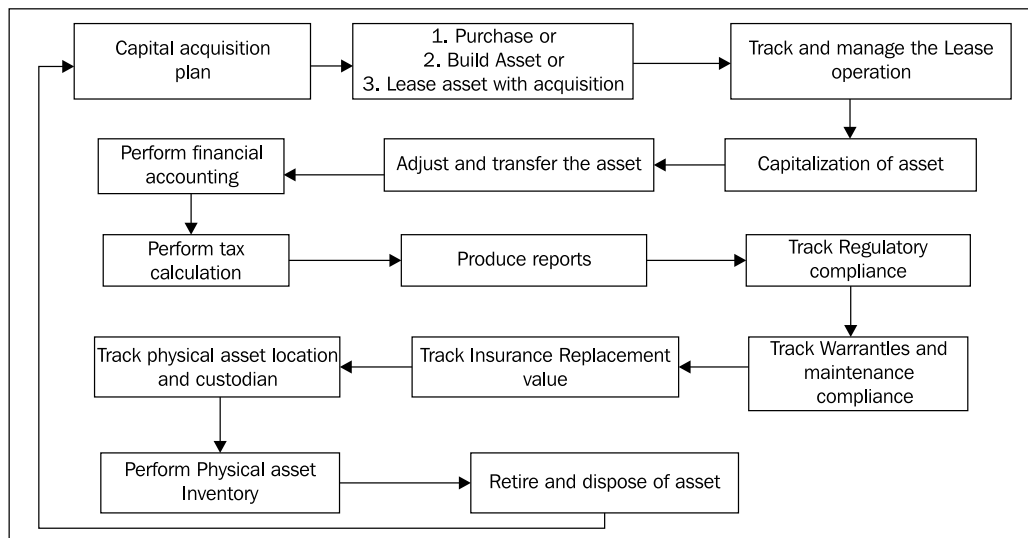 Capital acquisition
plan
1. Purchase or
2. Build Asset or
3. Lease asset with acquisition
Track and manage the Lease
operation
Capitalization of asset
Adjust and transfer the asset
Perform financial
accounting
Perform tax
calculation
Produce reports
Track Regulatory
compliance
Track Warrantles and
maintenance
compliance
Track Insurance Replacement
value
Track physical asset location
and custodian
Perform Physical asset
Inventory
Retire and dispose of asset